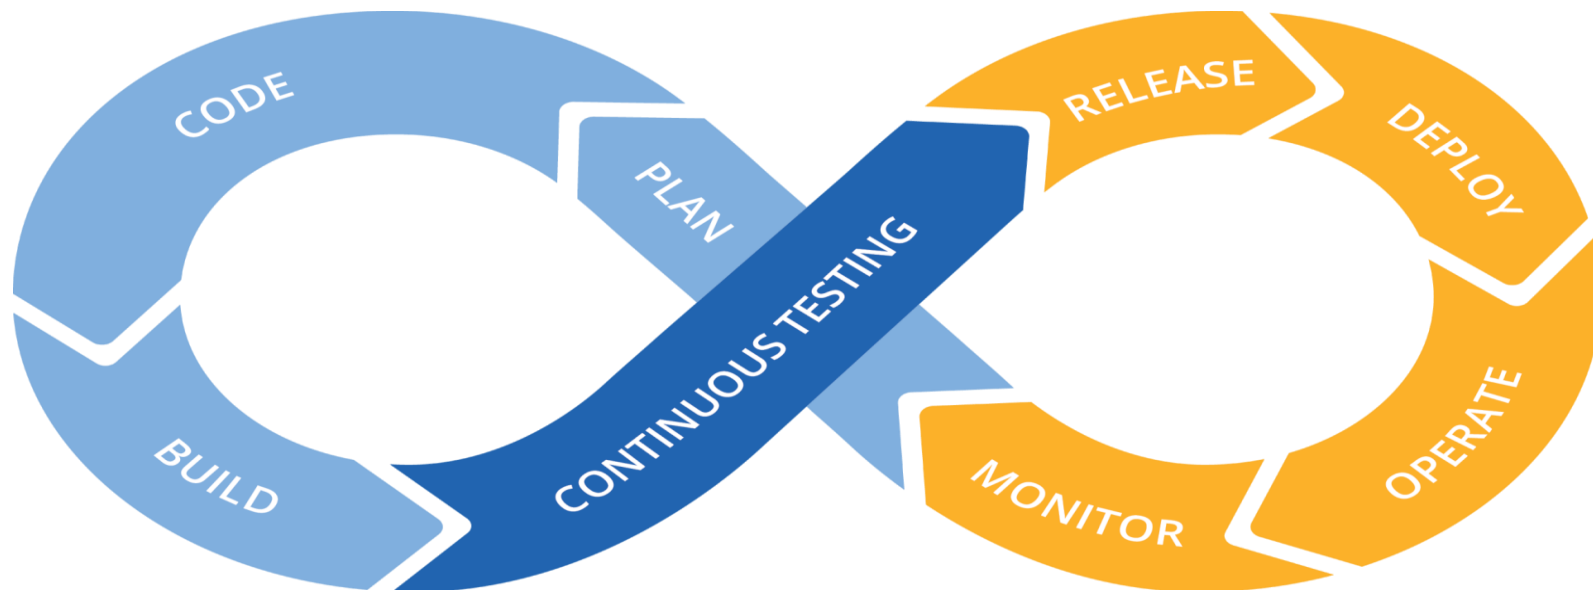 CODE
PLAN
BUILD
CONTINUOUS TESTING
RELEASE
DEPLOY
OPERATE
MONITOR